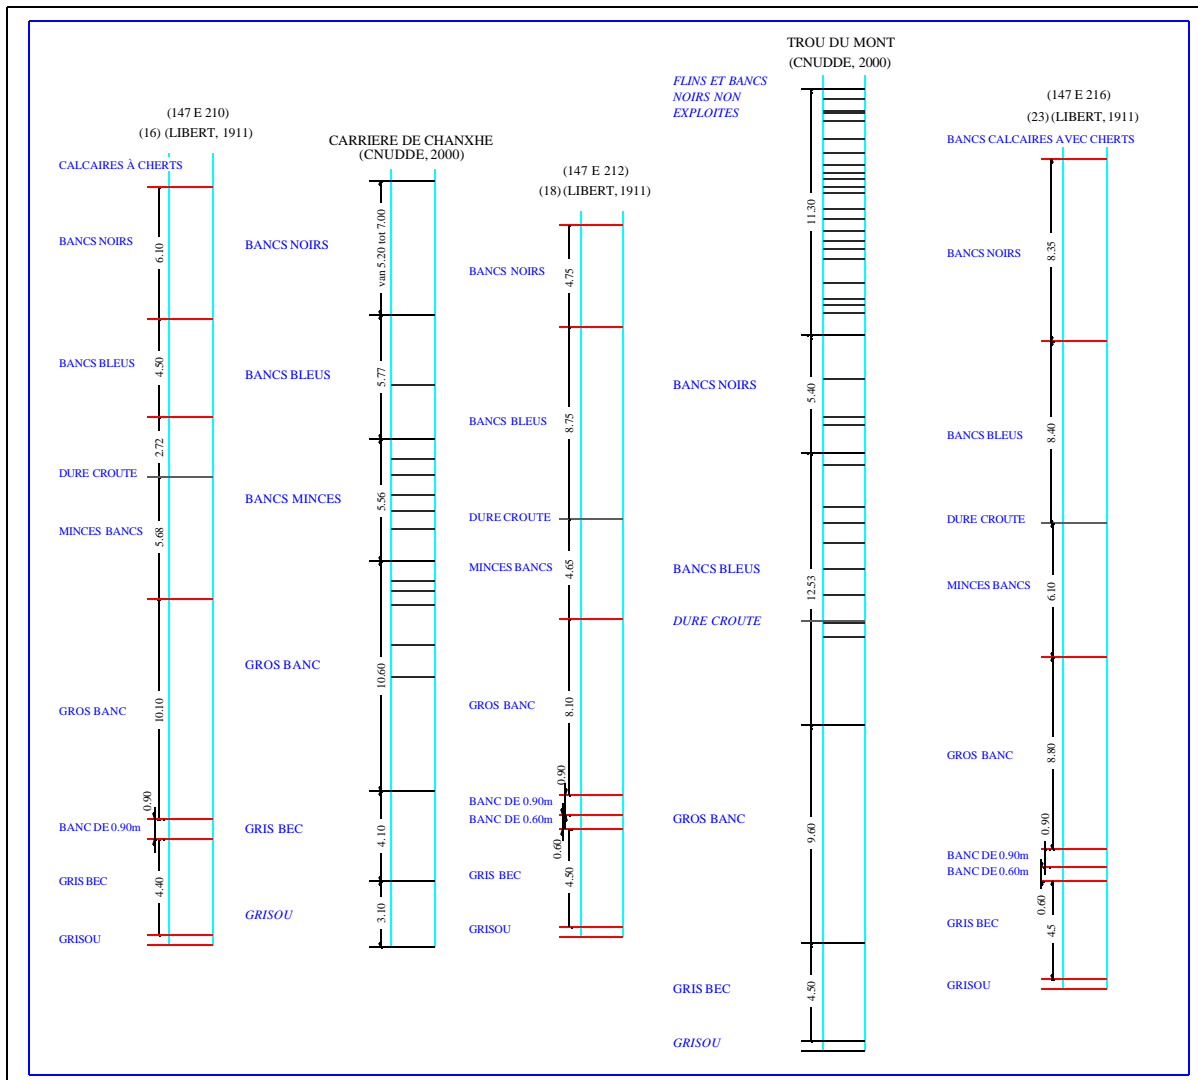 (147 E 210)
(16) (LIBERT, 1911)
CALCAIRES À CHERTS
BANCS NOIRS
6.10
BANCS BLEUS
4.50
2.72
DURE CROUTE
MINCES BANCS
5.68
GROS BANC
10.10
0.90
BANC DE 0.90m
GRIS BEC
4.40
GRISOU
CARRIERE DE CHANXHE
(CNUDDE, 2000)
BANCS NOIRS
van 5.20 tot 7.00
BANCS BLEUS
5.77
BANCS MINCES
5.56
GROS BANC
10.60
GRIS BEC
4.10
GRISOU
3.10
(147 E 212)
(18) (LIBERT, 1911)
BANCS NOIRS
4.75
BANCS BLEUS
8.75
DURE CROUTE
MINCES BANCS
4.65
GROS BANC
8.10
0.90
BANC DE 0.90m
BANC DE 0.60m
0.60
GRIS BEC
4.50
GRISOU
TROU DU MONT
(CNUDDE, 2000)
FLINS ET BANCS
NOIRS NON
EXPLOITES
11.30
BANCS NOIRS
5.40
BANCS BLEUS
12.53
DURE CROUTE
GROS BANC
9.60
GRIS BEC
4.50
GRISOU
(147 E 216)
(23) (LIBERT, 1911)
BANCS CALCAIRES AVEC CHERTS
BANCS NOIRS
8.35
BANCS BLEUS
8.40
DURE CROUTE
MINCES BANCS
6.10
GROS BANC
8.80
0.90
BANC DE 0.90m
BANC DE 0.60m
0.60
GRIS BEC
4.5
GRISOU